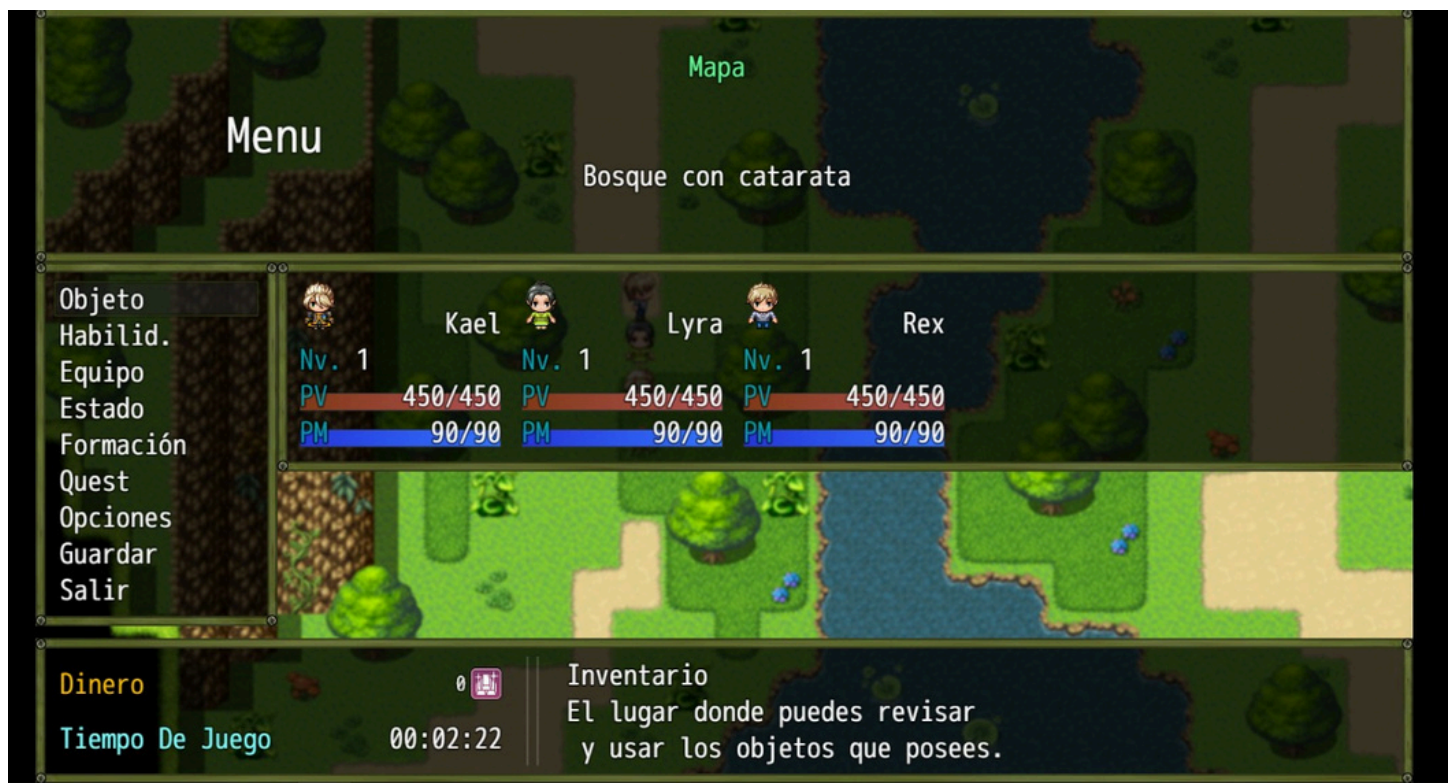 Mapa
Menu
Bosque con catarata
Objeto
Habilid.
Equipo
Estado
Formación
Quest
Opciones
Guardar
Salir
Kael
Nv. 1
PV 450/450
PM 90/90
Lyra
Nv. 1
PV 450/450
PM 90/90
Rex
Nv. 1
PV 450/450
PM 90/90
Dinero 0
Tiempo De Juego 00:02:22
Inventario
El lugar donde puedes revisar
y usar los objetos que posees.